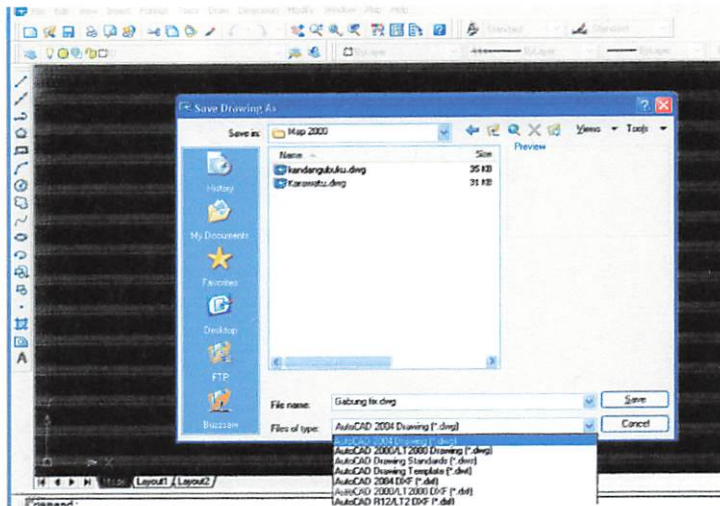 File Edit View Insert Format Tools Draw Dimension Modify Window Map Help
Standard
Standard
ByLayer
ByLayer
ByLayer
Save Drawing As
Save in:
Map 2000
Views
Tools
Name
Size
Preview
kandangubuku.dwg
35 KB
Karawatu.dwg
31 KB
History
My Documents
Favorites
Desktop
FTP
Buzzsaw
File name:
Gabung fix.dwg
Save
Files of type:
AutoCAD 2004 Drawing (*.dwg)
Cancel
AutoCAD 2004 Drawing (*.dwg)
AutoCAD 2000/LT2000 Drawing (*.dwg)
AutoCAD Drawing Standards (*.dws)
AutoCAD Drawing Template (*.dwt)
AutoCAD 2004 DXF (*.dxf)
AutoCAD 2000/LT2000 DXF (*.dxf)
AutoCAD R12/LT2 DXF (*.dxf)
Model
Layout1
Layout2
Command: